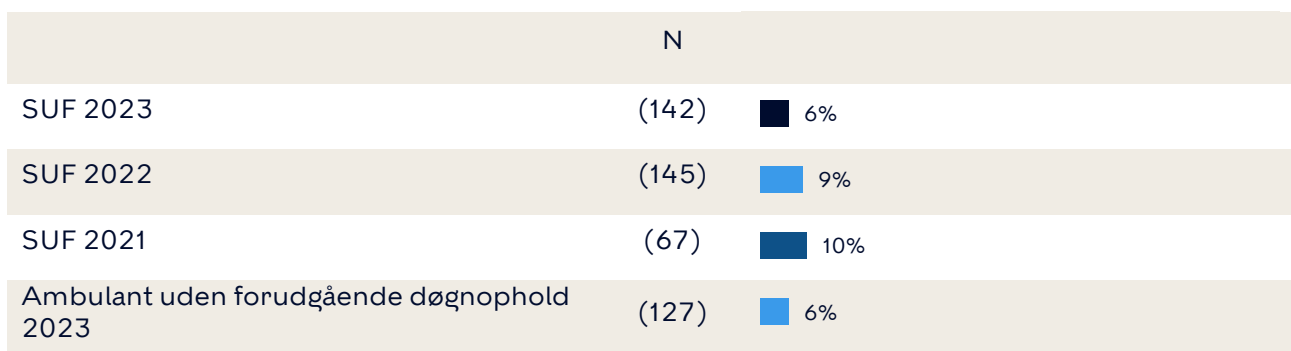 N
SUF 2023 (142) 6%
SUF 2022 (145) 9%
SUF 2021 (67) 10%
Ambulant uden forudgående døgnophold
2023 (127) 6%